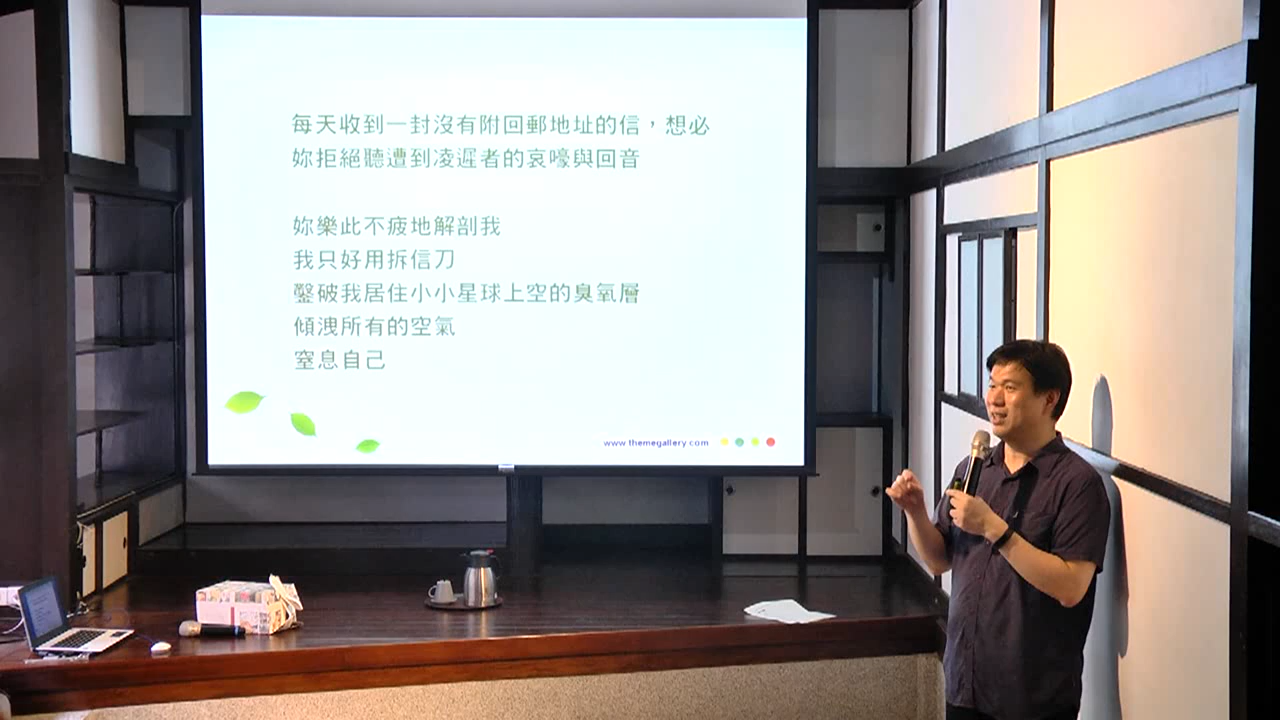 每天收到一封沒有附回郵地址的信，想必
妳拒絕聽遭到凌遲者的哀嚎與回音
妳樂此不疲地解剖我
我只好用拆信刀
鑿破我居住小小星球上空的臭氧層
傾洩所有的空氣
窒息自己
www.themegallery.com